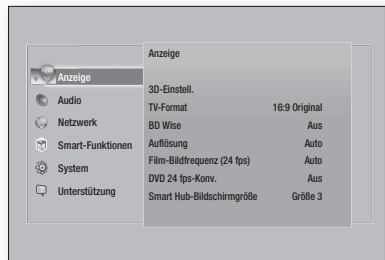 Anzeige
Audio
Netzwerk
Smart-Funktionen
System
Unterstützung
Anzeige
3D-Einstell.
TV-Format 16:9 Original
BD Wise Aus
Auflösung Auto
Film-Bildfrequenz (24 fps) Auto
DVD 24 fps-Konv. Aus
Smart Hub-Bildschirmgröße Größe 3